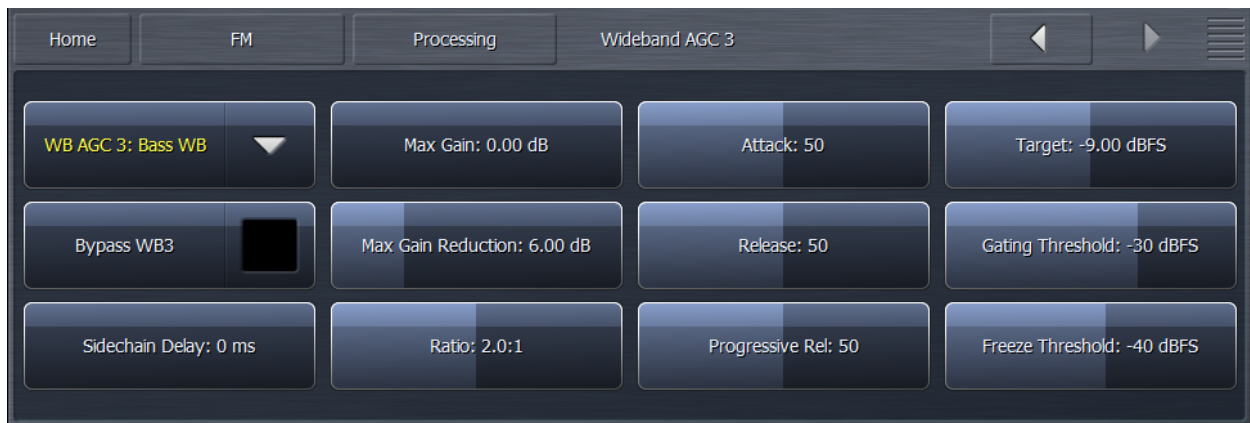 Home FM Processing Wideband AGC 3
WB AGC 3: Bass WB Max Gain: 0.00 dB Attack: 50 Target: -9.00 dBFS
Bypass WB3 Max Gain Reduction: 6.00 dB Release: 50 Gating Threshold: -30 dBFS
Sidechain Delay: 0 ms Ratio: 2.0:1 Progressive Rel: 50 Freeze Threshold: -40 dBFS